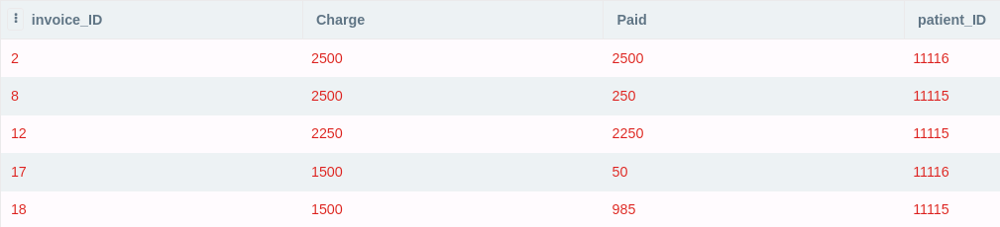 invoice_ID Charge Paid patient_ID
2 2500 2500 11116
8 2500 250 11115
12 2250 2250 11115
17 1500 50 11116
18 1500 985 11115